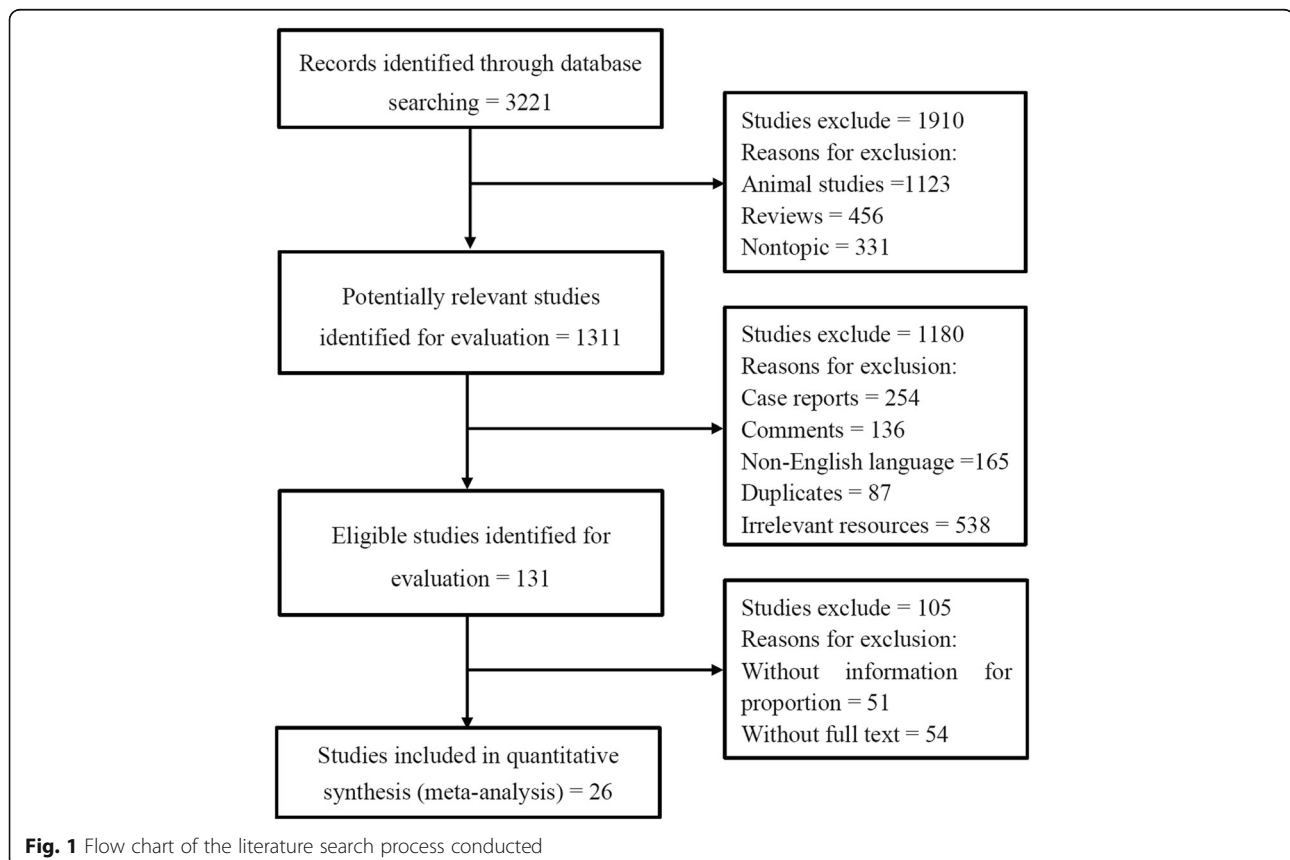 Records identified through database
searching = 3221
Studies exclude = 1910
Reasons for exclusion:
Animal studies =1123
Reviews = 456
Nontopic = 331
Potentially relevant studies
identified for evaluation = 1311
Studies exclude = 1180
Reasons for exclusion:
Case reports = 254
Comments = 136
Non-English language =165
Duplicates = 87
Irrelevant resources = 538
Eligible studies identified for
evaluation = 131
Studies exclude = 105
Reasons for exclusion:
Without information for
proportion = 51
Without full text = 54
Studies included in quantitative
synthesis (meta-analysis) = 26
Fig. 1 Flow chart of the literature search process conducted